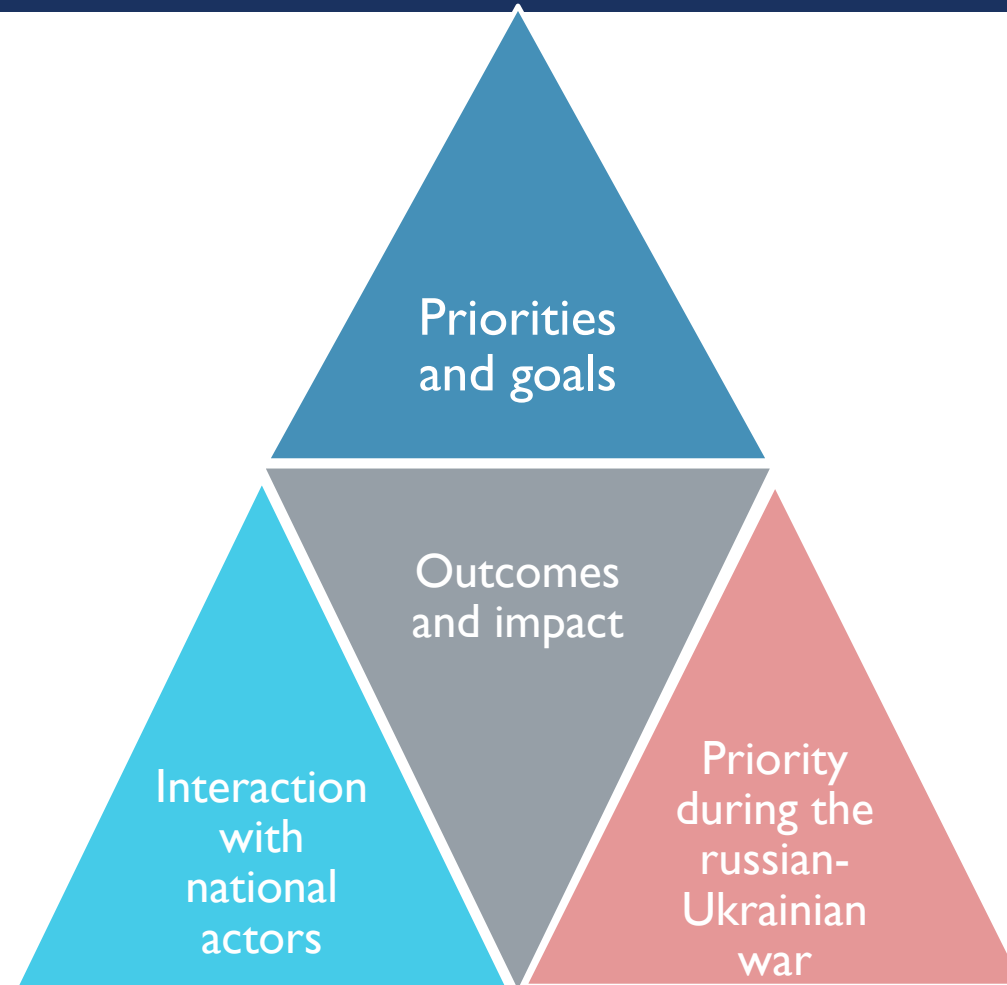 Priorities
and goals
Outcomes
and impact
Interaction
with
national
actors
Priority
during the
russian-
Ukrainian
war